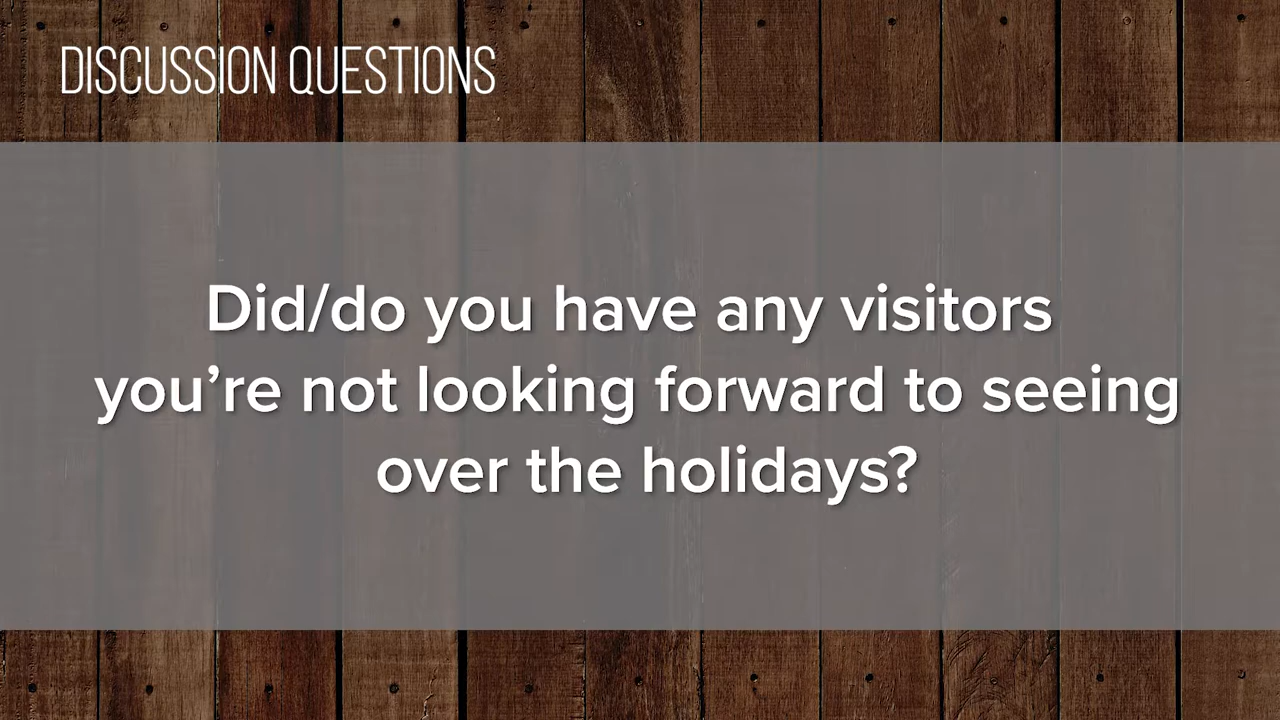 DISCUSSION QUESTIONS
Did/do you have any visitors
you’re not looking forward to seeing
over the holidays?